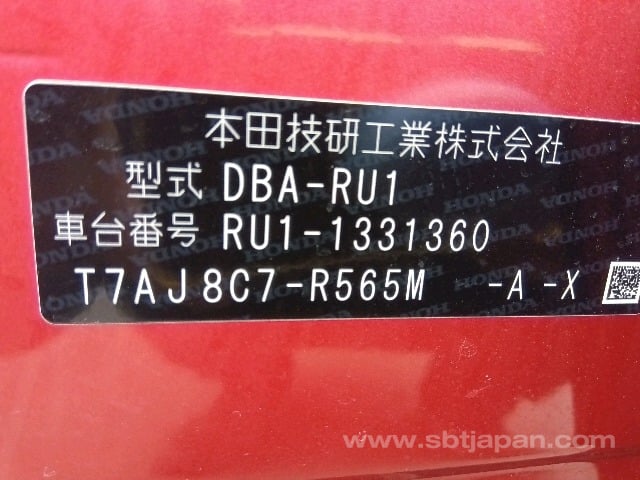 本田技研工業株式会社
型式 DBA-RU1
車台番号 RU1-1331360
T7AJ8C7-R565M -A -X
www.sbtjapan.com